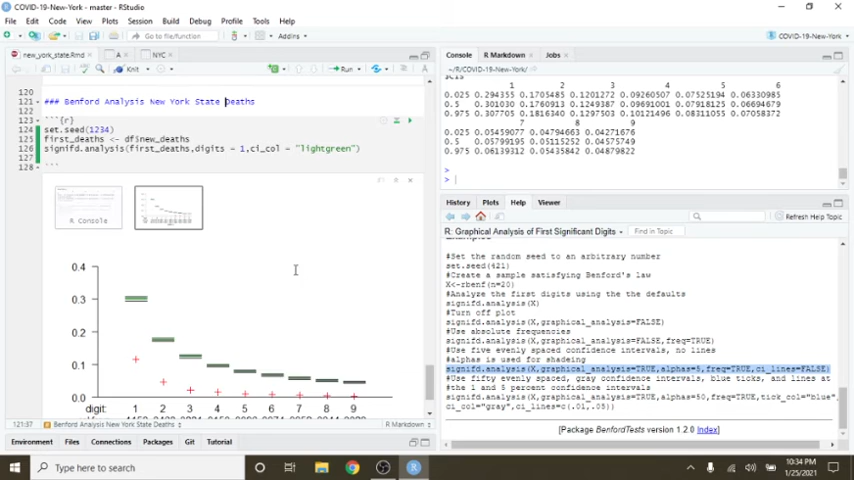 COVID-19-New-York - master - RStudio
File Edit Code View Plots Session Build Debug Profile Tools Help
Go to file/function
Addins
COVID-19-New-York
new_york_state.Rmd
A
NYC
Knit
Run
120
121 ### Benford Analysis New York State Deaths
122
123 ```{r}
124 set.seed(1234)
125 first_deaths <- df$new_deaths
126 signifd.analysis(first_deaths,digits = 1,ci_col = "lightgreen")
127
128 ```
R Console
0.4
0.3
0.2
0.1
0.0
digit: 1 2 3 4 5 6 7 8 9
121:37
Benford Analysis New York State Deaths
R Markdown
Environment Files Connections Packages Git Tutorial
Console R Markdown Jobs
~/R/COVID-19-New-York/
$CIs
1 2 3 4 5 6
0.025 0.294355 0.1705485 0.1201272 0.09260507 0.07525194 0.06330985
0.5 0.301030 0.1760913 0.1249387 0.09691001 0.07918125 0.06694679
0.975 0.307705 0.1816340 0.1297503 0.10121496 0.08311055 0.07058372
7 8 9
0.025 0.05459077 0.04794663 0.04271676
0.5 0.05799195 0.05115252 0.04575749
0.975 0.06139312 0.05435842 0.04879822
>
>
History Plots Help Viewer
Refresh Help Topic
R: Graphical Analysis of First Significant Digits
Find in Topic
Examples
#Set the random seed to an arbitrary number
set.seed(421)
#Create a sample satisfying Benford's law
X<-rbenf(n=20)
#Analyze the first digits using the the defaults
signifd.analysis(X)
#Turn off plot
signifd.analysis(X,graphical_analysis=FALSE)
#Use absolute frequencies
signifd.analysis(X,graphical_analysis=FALSE,freq=TRUE)
#Use five evenly spaced confidence intervals, no lines
#alphas is used for shadeing
signifd.analysis(X,graphical_analysis=TRUE,alphas=5,freq=TRUE,ci_lines=FALSE)
#Use fifty evenly spaced, gray confidence intervals, blue ticks, and lines at
#the 1 and 5 percent confidence intervals
signifd.analysis(X,graphical_analysis=TRUE,alphas=50,freq=TRUE,tick_col="blue",
ci_col="gray",ci_lines=c(.01,.05))
[Package BenfordTests version 1.2.0 Index]
Type here to search
10:34 PM
1/25/2021